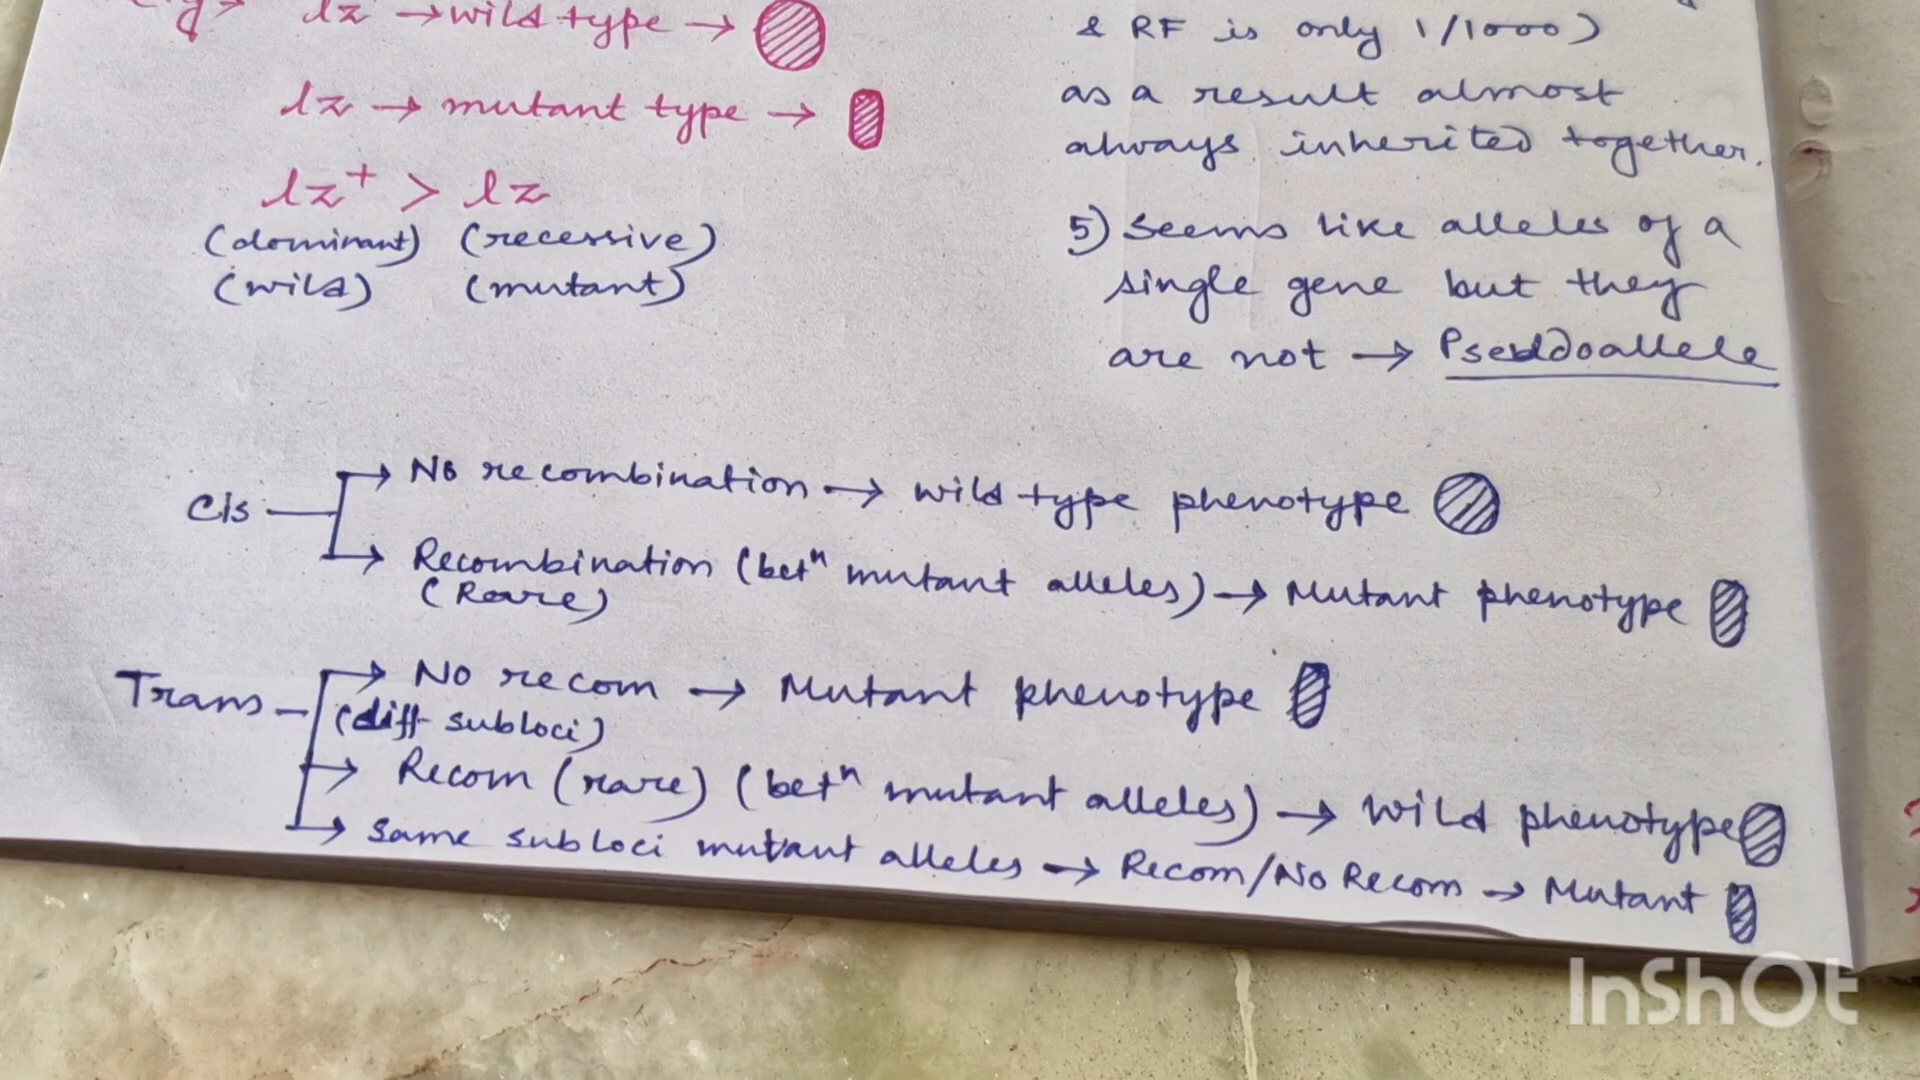 lz → wild type →
lz → mutant type →
lz+ > lz
(dominant) (recessive)
(wild) (mutant)
& RF is only 1/1000)
as a result almost
always inherited together.
5) Seems like alleles of a
single gene but they
are not → Pseudoallele
Cis
→ No recombination → wild type phenotype
→ Recombination (betⁿ mutant alleles) → Mutant phenotype
(Rare)
Trans
→ No recom → Mutant phenotype
(diff subloci)
→ Recom (rare) (betⁿ mutant alleles) → Wild phenotype
→ same subloci mutant alleles → Recom/No Recom → Mutant
InShOt